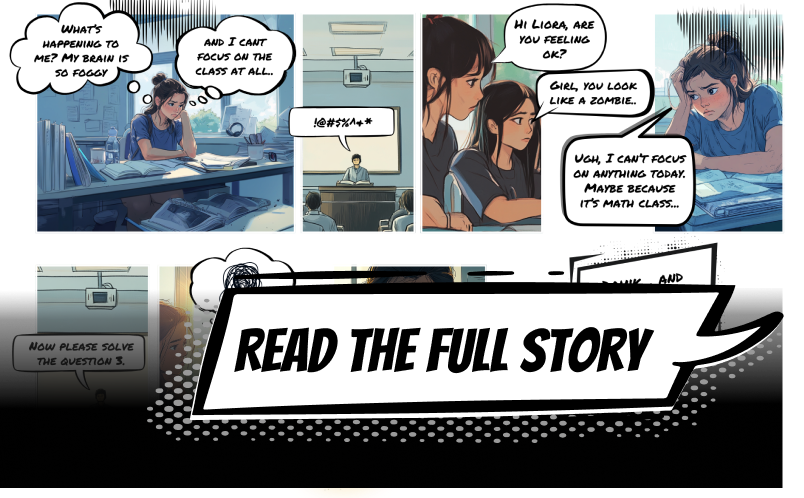 WHAT'S
HAPPENING TO
ME? MY BRAIN IS
SO FOGGY
AND I CANT
FOCUS ON THE
CLASS AT ALL..
!@#$%^&*
HI LIORA, ARE
YOU FEELING
OK?
GIRL, YOU LOOK
LIKE A ZOMBIE..
UGH, I CAN'T FOCUS
ON ANYTHING TODAY.
MAYBE BECAUSE
IT'S MATH CLASS...
NOW PLEASE SOLVE
THE QUESTION 3.
AND
READ THE FULL STORY